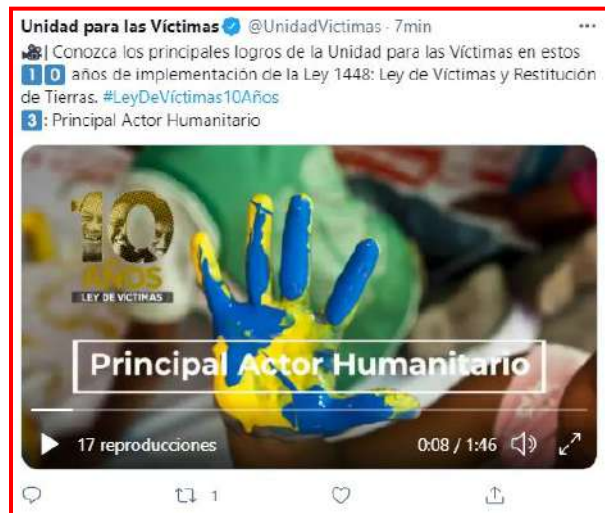 Unidad para las Víctimas @UnidadVictimas · 7min
🎥| Conozca los principales logros de la Unidad para las Víctimas en estos
1️⃣0️⃣ años de implementación de la Ley 1448: Ley de Víctimas y Restitución
de Tierras. #LeyDeVíctimas10Años
3️⃣: Principal Actor Humanitario
10
AÑOS
LEY DE VICTIMAS
Principal Actor Humanitario
17 reproducciones 0:08 / 1:46
1